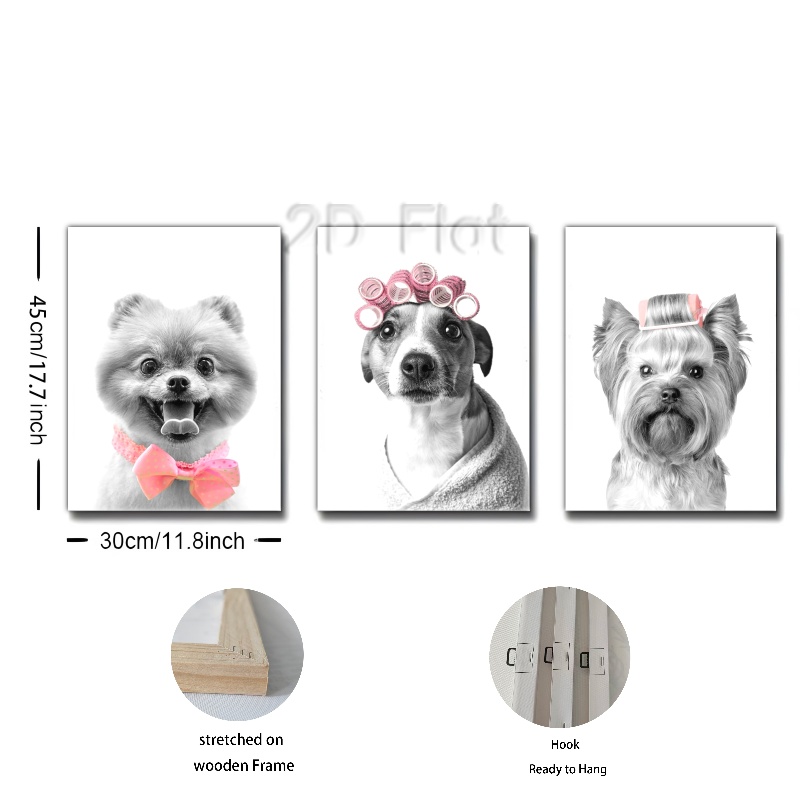 2D Flat
45cm/17.7inch
30cm/11.8inch
stretched on
wooden Frame
Hook
Ready to Hang